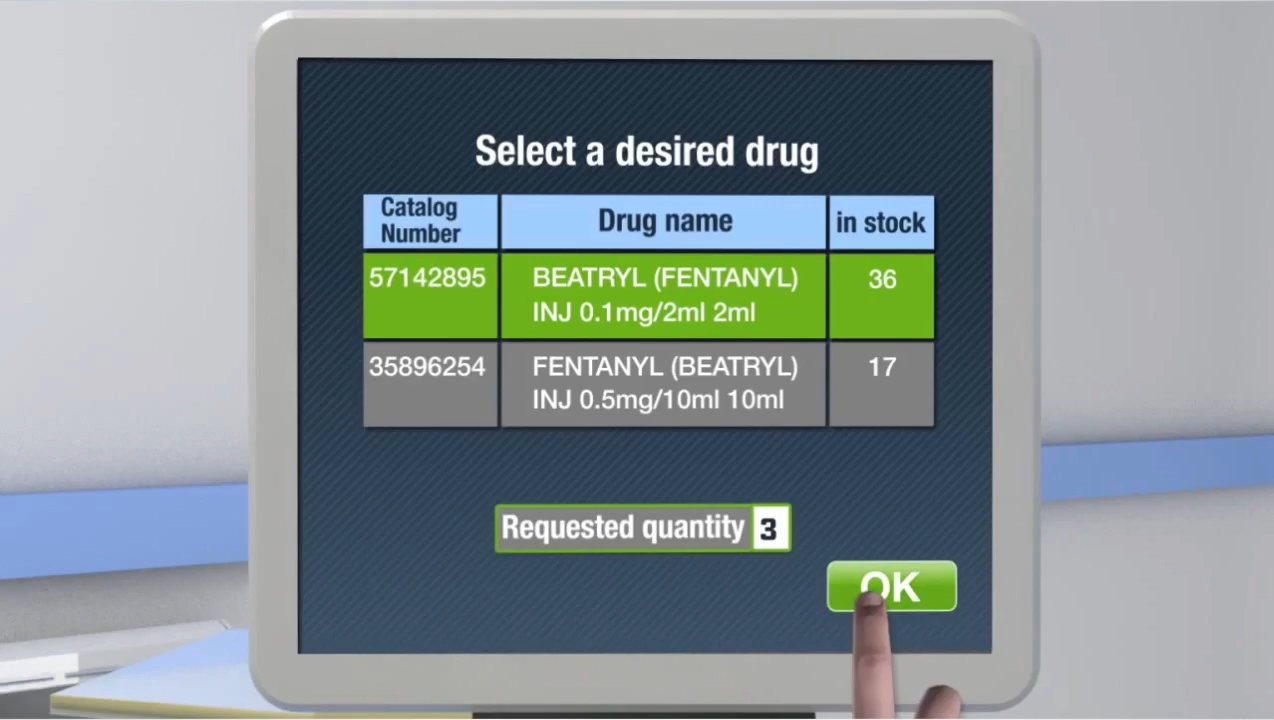 Select a desired drug
Catalog Number Drug name in stock
57142895 BEATRYL (FENTANYL) 36
INJ 0.1mg/2ml 2ml
35896254 FENTANYL (BEATRYL) 17
INJ 0.5mg/10ml 10ml
Requested quantity 3
OK